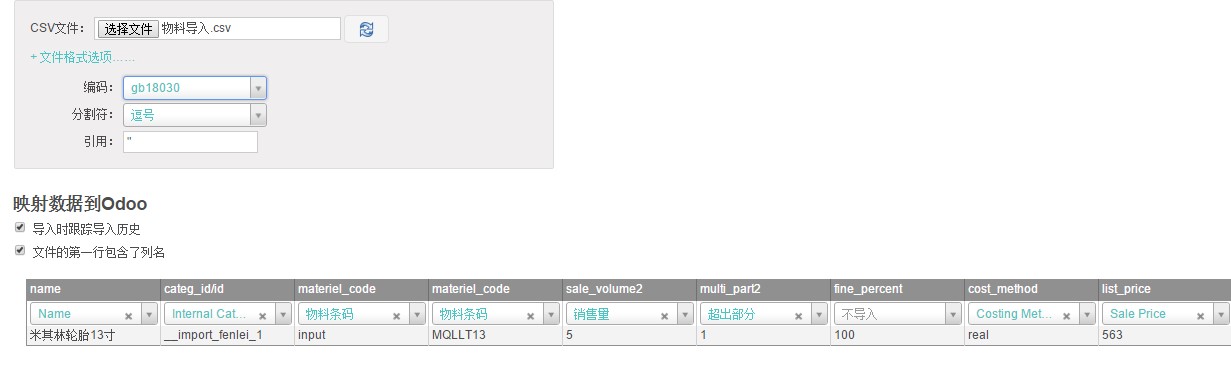 CSV文件： 选择文件 物料导入.csv
+ 文件格式选项……
编码： gb18030
分割符： 逗号
引用： "
映射数据到Odoo
导入时跟踪导入历史
文件的第一行包含了列名
name categ_id/id materiel_code materiel_code sale_volume2 multi_part2 fine_percent cost_method list_price
Name Internal Cat... 物料条码 物料条码 销售量 超出部分 不导入 Costing Met... Sale Price
米其林轮胎13寸 __import_fenlei_1 input MQLLT13 5 1 100 real 563